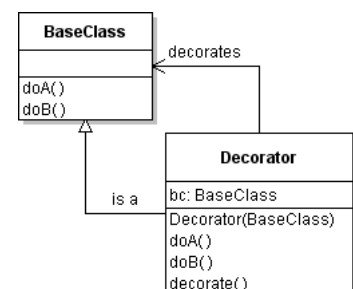 BaseClass
doA()
doB()
decorates
is a
Decorator
bc: BaseClass
Decorator(BaseClass)
doA()
doB()
decorate()